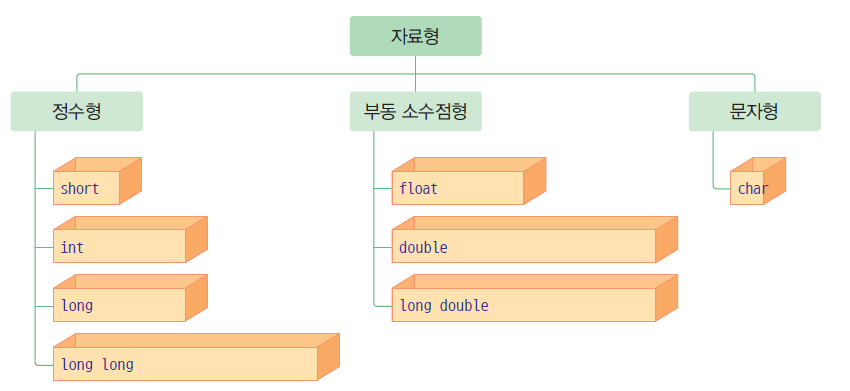 자료형
정수형
short
int
long
long long
부동 소수점형
float
double
long double
문자형
char